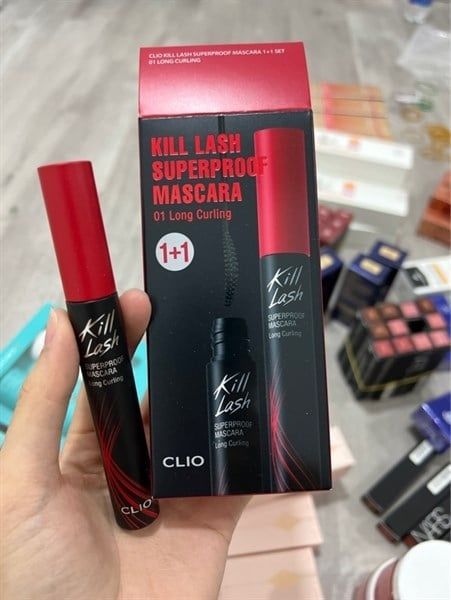 CLIO KILL LASH SUPERPROOF MASCARA 1+1 SET
01 LONG CURLING
KILL LASH
SUPERPROOF
MASCARA
01 Long Curling
1+1
Kill
Lash
SUPERPROOF
MASCARA
Long Curling
Kill
Lash
SUPERPROOF
MASCARA
Long Curling
CLIO
Kill
Lash
SUPERPROOF
MASCARA
Long Curling
CLIO
NARS